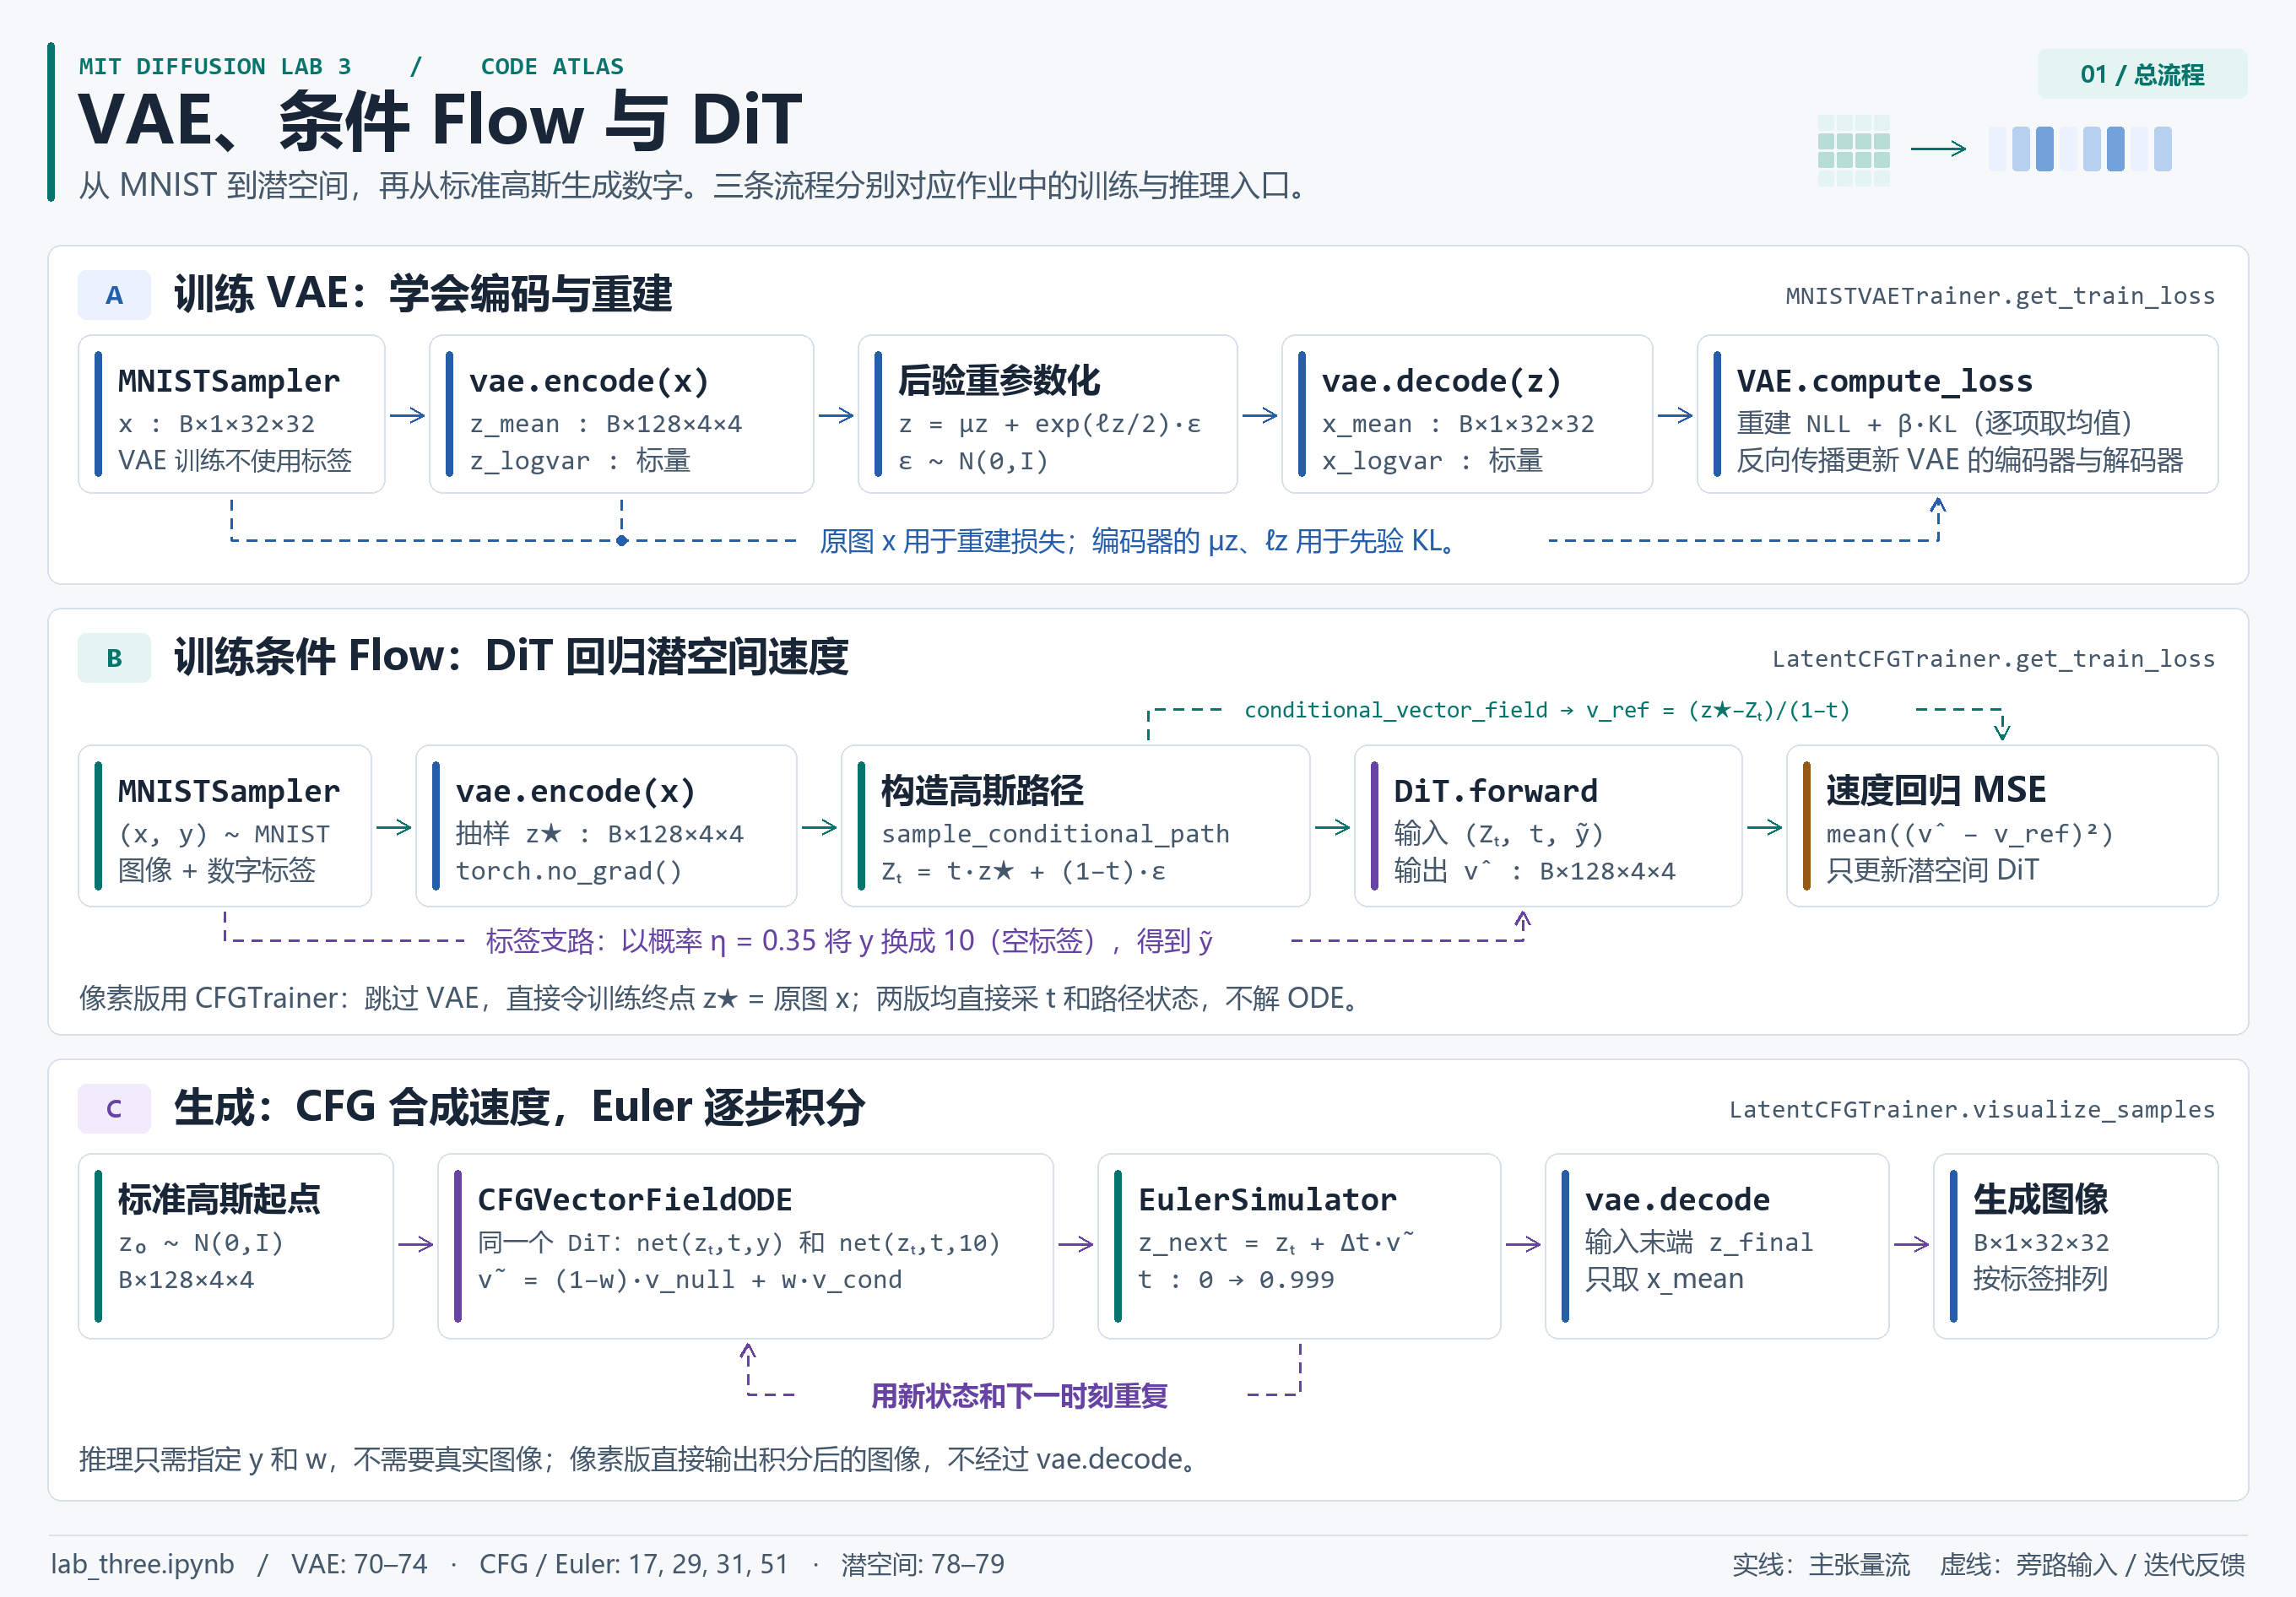 MIT DIFFUSION LAB 3 / CODE ATLAS
01 / 总流程
VAE、条件 Flow 与 DiT
从 MNIST 到潜空间，再从标准高斯生成数字。三条流程分别对应作业中的训练与推理入口。
A 训练 VAE：学会编码与重建
MNISTVAETrainer.get_train_loss
MNISTSampler
x : B×1×32×32
VAE 训练不使用标签
vae.encode(x)
z_mean : B×128×4×4
z_logvar : 标量
后验重参数化
z = μz + exp(ℓz/2)·ε
ε ~ N(0,I)
vae.decode(z)
x_mean : B×1×32×32
x_logvar : 标量
VAE.compute_loss
重建 NLL + β·KL（逐项取均值）
反向传播更新 VAE 的编码器与解码器
原图 x 用于重建损失；编码器的 μz、ℓz 用于先验 KL。
B 训练条件 Flow：DiT 回归潜空间速度
LatentCFGTrainer.get_train_loss
conditional_vector_field → v_ref = (z★−Zₜ)/(1−t)
MNISTSampler
(x, y) ~ MNIST
图像 + 数字标签
vae.encode(x)
抽样 z★ : B×128×4×4
torch.no_grad()
构造高斯路径
sample_conditional_path
Zₜ = t·z★ + (1−t)·ε
DiT.forward
输入 (Zₜ, t, ỹ)
输出 vˆ : B×128×4×4
速度回归 MSE
mean((vˆ − v_ref)²)
只更新潜空间 DiT
标签支路：以概率 η = 0.35 将 y 换成 10（空标签），得到 ỹ
像素版用 CFGTrainer：跳过 VAE，直接令训练终点 z★ = 原图 x；两版均直接采 t 和路径状态，不解 ODE。
C 生成：CFG 合成速度，Euler 逐步积分
LatentCFGTrainer.visualize_samples
标准高斯起点
z₀ ~ N(0,I)
B×128×4×4
CFGVectorFieldODE
同一个 DiT：net(zₜ,t,y) 和 net(zₜ,t,10)
v˜ = (1−w)·v_null + w·v_cond
EulerSimulator
z_next = zₜ + Δt·v˜
t : 0 → 0.999
vae.decode
输入末端 z_final
只取 x_mean
生成图像
B×1×32×32
按标签排列
用新状态和下一时刻重复
推理只需指定 y 和 w，不需要真实图像；像素版直接输出积分后的图像，不经过 vae.decode。
lab_three.ipynb / VAE: 70–74 · CFG / Euler: 17, 29, 31, 51 · 潜空间: 78–79
实线：主张量流 虚线：旁路输入 / 迭代反馈